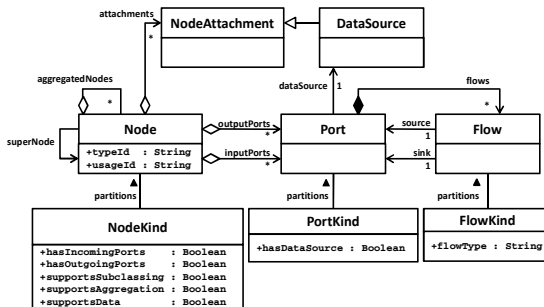 attachments
NodeAttachment
DataSource
*
aggregatedNodes
*
dataSource
1
flows
*
superNode
Node
+typeId : String
+usageId : String
outputPorts
*
inputPorts
*
Port
source
1
sink
1
Flow
partitions
partitions
partitions
NodeKind
+hasIncomingPorts : Boolean
+hasOutgoingPorts : Boolean
+supportsSubclassing : Boolean
+supportsAggregation : Boolean
+supportsData : Boolean
PortKind
+hasDataSource : Boolean
FlowKind
+flowType : String